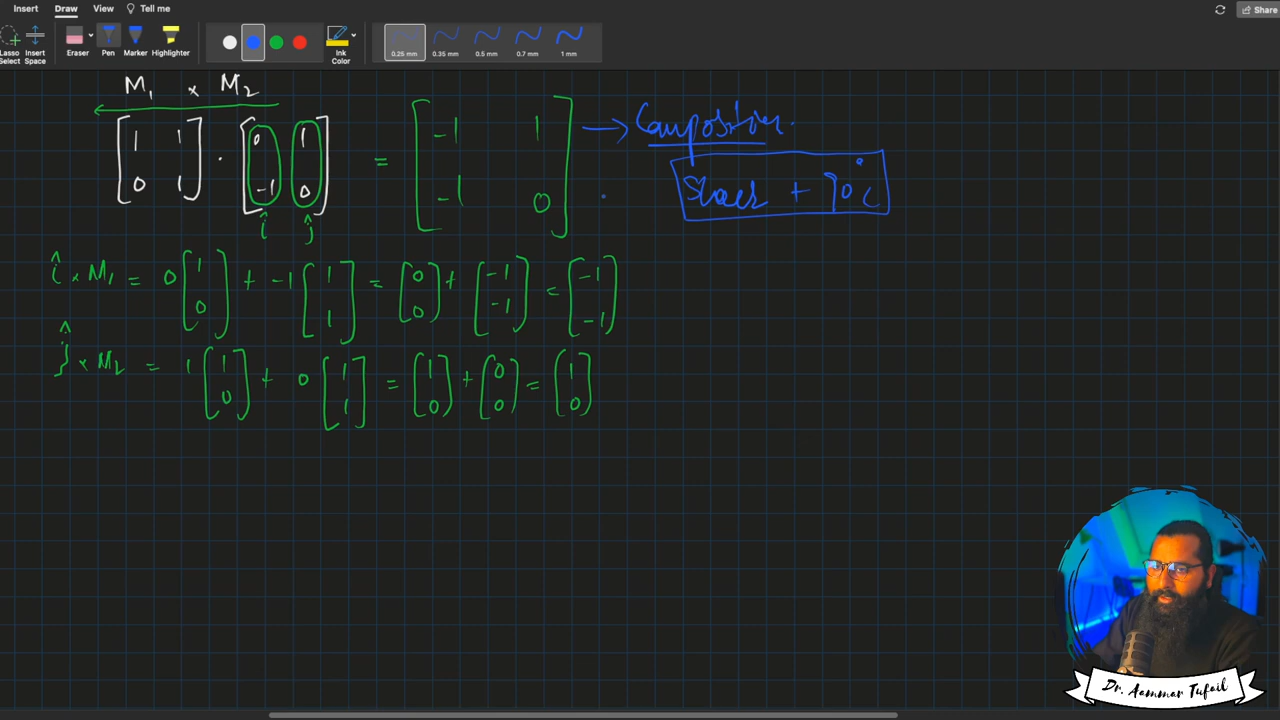 Insert Draw View Tell me
Share
Lasso Select
Insert Space
Eraser
Pen
Marker
Highlighter
Ink Color
0.25 mm
0.35 mm
0.5 mm
0.7 mm
1 mm
M₁ × M₂
[1 1; 0 1] · [0 1; -1 0] = [-1 1; -1 0] → Composition.
î ĵ
Shear + 90°c
î × M₁ = 0 [1; 0] + -1 [1; 1] = [0; 0] + [-1; -1] = [-1; -1]
ĵ × M₂ = 1 [1; 0] + 0 [1; 1] = [1; 0] + [0; 0] = [1; 0]
Dr. Aammar Tufail